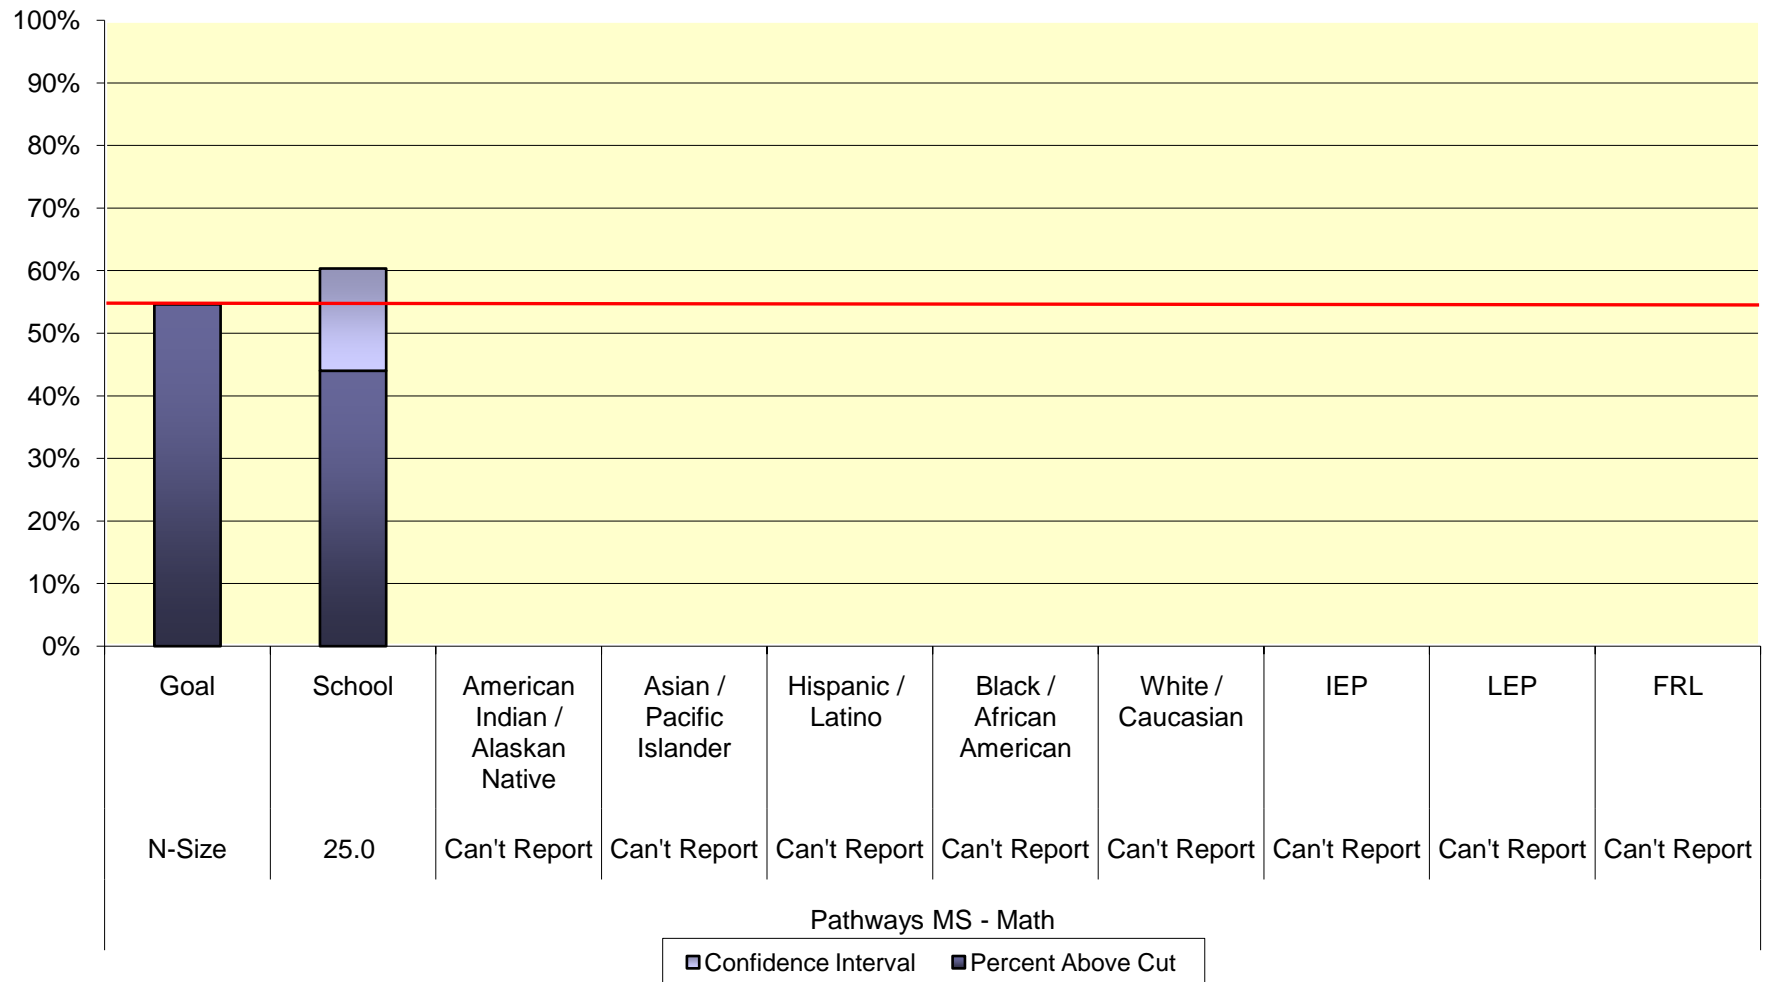 100%
90%
80%
70%
60%
50%
40%
30%
20%
10%
0%
Goal
School
American
Indian /
Alaskan
Native
Asian /
Pacific
Islander
Hispanic /
Latino
Black /
African
American
White /
Caucasian
IEP
LEP
FRL
N-Size
25.0
Can't Report
Can't Report
Can't Report
Can't Report
Can't Report
Can't Report
Can't Report
Can't Report
Pathways MS - Math
Confidence Interval
Percent Above Cut